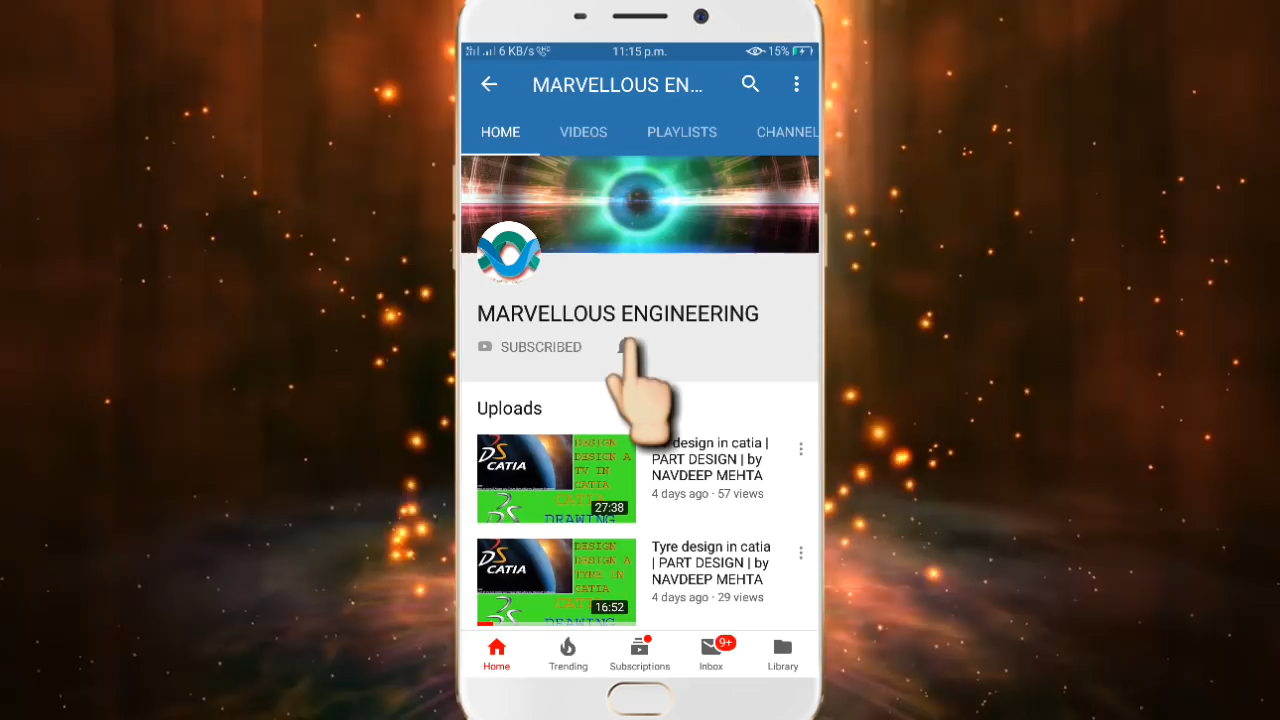 6 KB/s 11:15 p.m. 15%
MARVELLOUS EN...
HOME VIDEOS PLAYLISTS CHANNEL
MARVELLOUS ENGINEERING
SUBSCRIBED
Uploads
DESIGN
DESIGN A
TV IN
CATIA
DS
CATIA
CATIA
DRAWING
27:38
design in catia |
PART DESIGN | by
NAVDEEP MEHTA
4 days ago · 57 views
DESIGN
DESIGN A
TYRE IN
CATIA
DS
CATIA
16:52
Tyre design in catia
| PART DESIGN | by
NAVDEEP MEHTA
4 days ago · 29 views
9+
Home Trending Subscriptions Inbox Library